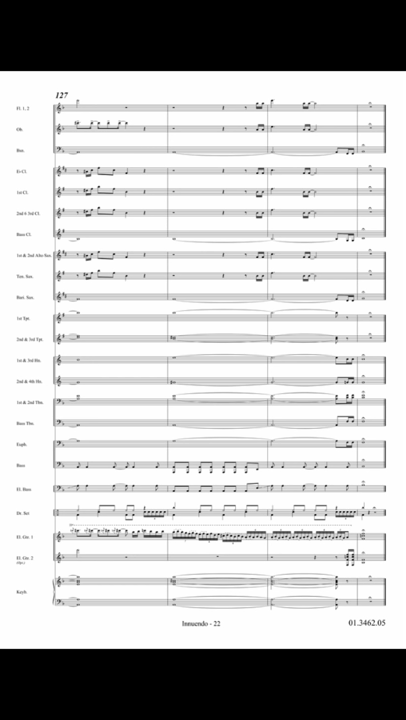 127
Fl. 1, 2
Ob.
Bsn.
E♭ Cl.
1st Cl.
2nd & 3rd Cl.
Bass Cl.
1st & 2nd Alto Sax.
Ten. Sax.
Bari. Sax.
1st Tpt.
2nd & 3rd Tpt.
1st & 3rd Hn.
2nd & 4th Hn.
1st & 2nd Tbn.
Bass Tbn.
Euph.
Bass
El. Bass
Dr. Set
El. Gtr. 1
El. Gtr. 2
Keyb.
Innuendo - 22
01.3462.05